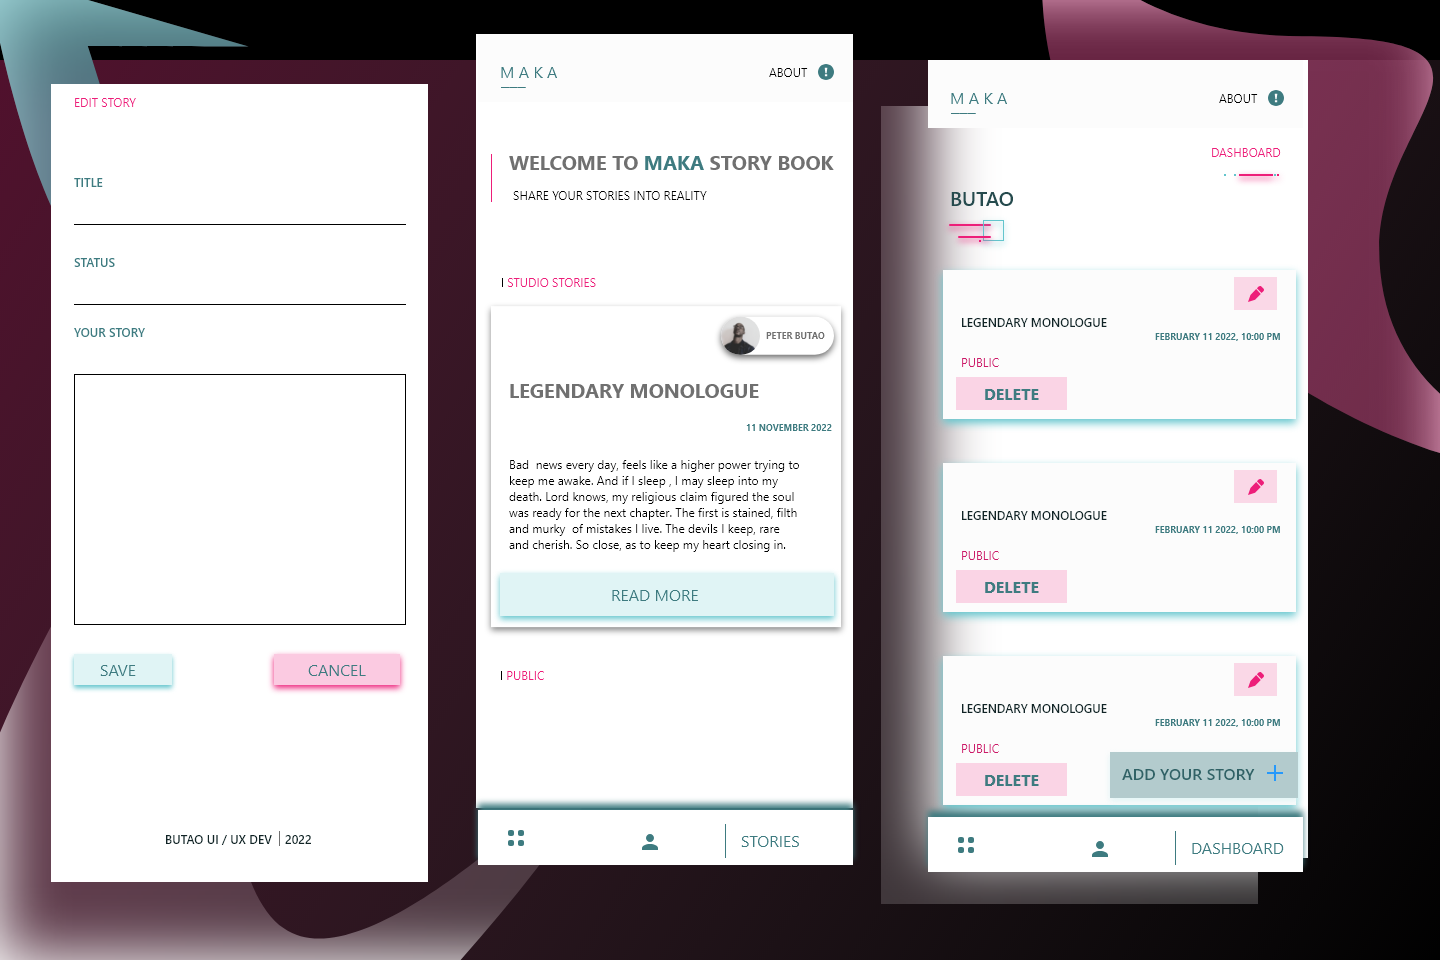 EDIT STORY
TITLE
STATUS
YOUR STORY
SAVE
CANCEL
BUTAO UI / UX DEV | 2022
MAKA
ABOUT !
WELCOME TO MAKA STORY BOOK
SHARE YOUR STORIES INTO REALITY
| STUDIO STORIES
PETER BUTAO
LEGENDARY MONOLOGUE
11 NOVEMBER 2022
Bad  news every day, feels like a higher power trying to
keep me awake. And if I sleep , I may sleep into my
death. Lord knows, my religious claim figured the soul
was ready for the next chapter. The first is stained, filth
and murky  of mistakes I live. The devils I keep, rare
and cherish. So close, as to keep my heart closing in.
READ MORE
| PUBLIC
STORIES
MAKA
ABOUT !
DASHBOARD
BUTAO
LEGENDARY MONOLOGUE
FEBRUARY 11 2022, 10:00 PM
PUBLIC
DELETE
LEGENDARY MONOLOGUE
FEBRUARY 11 2022, 10:00 PM
PUBLIC
DELETE
LEGENDARY MONOLOGUE
FEBRUARY 11 2022, 10:00 PM
PUBLIC
DELETE
ADD YOUR STORY +
DASHBOARD